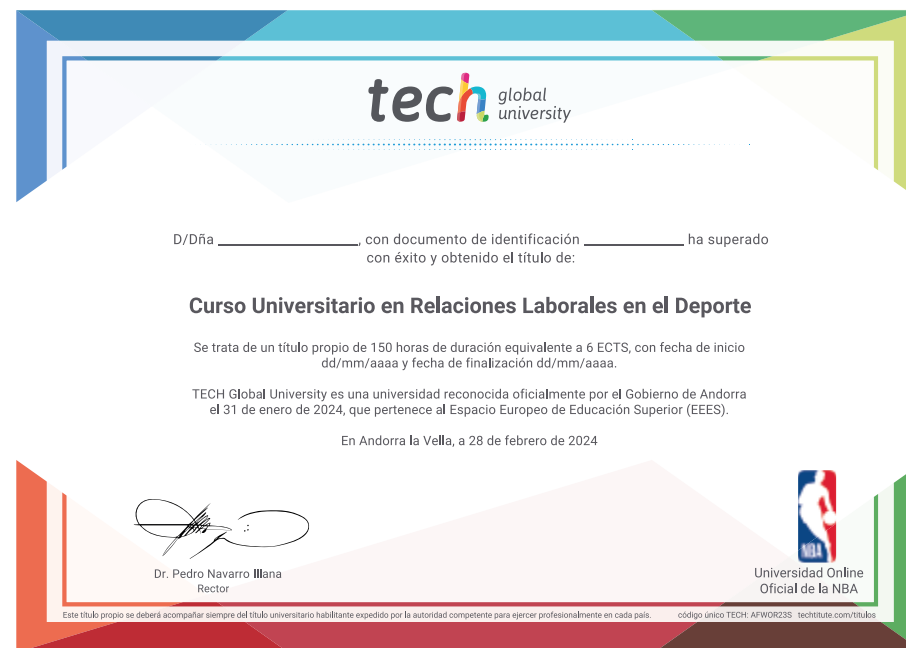 tech global university
D/Dña ____________________, con documento de identificación ______________ ha superado
con éxito y obtenido el título de:
Curso Universitario en Relaciones Laborales en el Deporte
Se trata de un título propio de 150 horas de duración equivalente a 6 ECTS, con fecha de inicio
dd/mm/aaaa y fecha de finalización dd/mm/aaaa.
TECH Global University es una universidad reconocida oficialmente por el Gobierno de Andorra
el 31 de enero de 2024, que pertenece al Espacio Europeo de Educación Superior (EEES).
En Andorra la Vella, a 28 de febrero de 2024
Dr. Pedro Navarro Illana
Rector
NBA
Universidad Online
Oficial de la NBA
Este título propio se deberá acompañar siempre del título universitario habilitante expedido por la autoridad competente para ejercer profesionalmente en cada país.
código único TECH: AFWOR23S techtitute.com/titulos